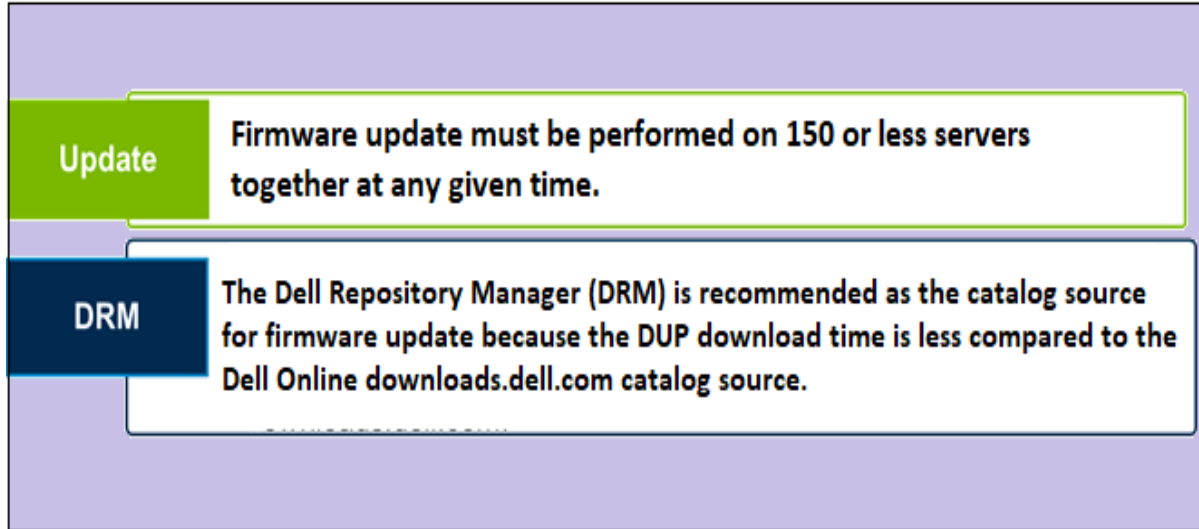 Update
Firmware update must be performed on 150 or less servers
together at any given time.
DRM
The Dell Repository Manager (DRM) is recommended as the catalog source
for firmware update because the DUP download time is less compared to the
Dell Online downloads.dell.com catalog source.